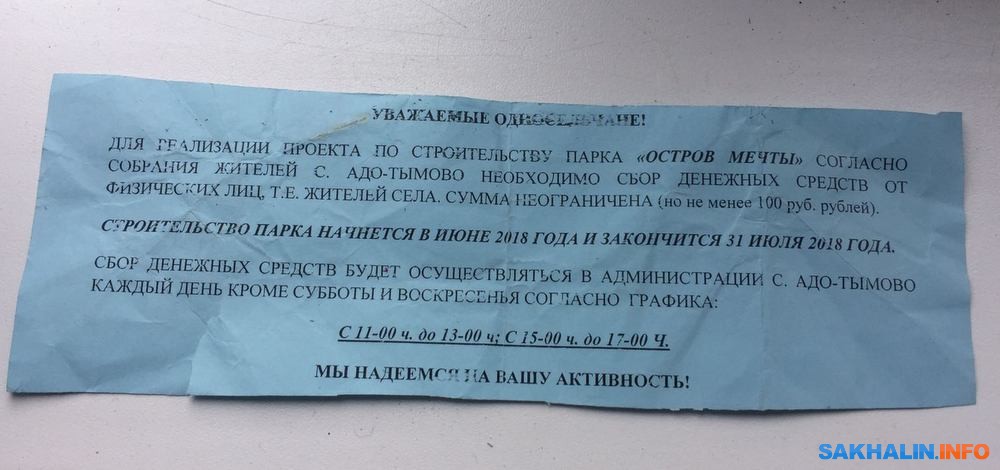 УВАЖАЕМЫЕ ОДНОСЕЛЬЧАНЕ!
ДЛЯ РЕАЛИЗАЦИИ ПРОЕКТА ПО СТРОИТЕЛЬСТВУ ПАРКА «ОСТРОВ МЕЧТЫ» СОГЛАСНО
СОБРАНИЯ ЖИТЕЛЕЙ С. АДО-ТЫМОВО НЕОБХОДИМО СБОР ДЕНЕЖНЫХ СРЕДСТВ ОТ
ФИЗИЧЕСКИХ ЛИЦ, Т.Е. ЖИТЕЛЕЙ СЕЛА. СУММА НЕОГРАНИЧЕНА (но не менее 100 руб. рублей).
СТРОИТЕЛЬСТВО ПАРКА НАЧНЕТСЯ В ИЮНЕ 2018 ГОДА И ЗАКОНЧИТСЯ 31 ИЮЛЯ 2018 ГОДА.
СБОР ДЕНЕЖНЫХ СРЕДСТВ БУДЕТ ОСУЩЕСТВЛЯТЬСЯ В АДМИНИСТРАЦИИ С. АДО-ТЫМОВО
КАЖДЫЙ ДЕНЬ КРОМЕ СУББОТЫ И ВОСКРЕСЕНЬЯ СОГЛАСНО ГРАФИКА:
С 11-00 ч. до 13-00 ч; С 15-00 ч. до 17-00 Ч.
МЫ НАДЕЕМСЯ НА ВАШУ АКТИВНОСТЬ!
SAKHALIN.INFO